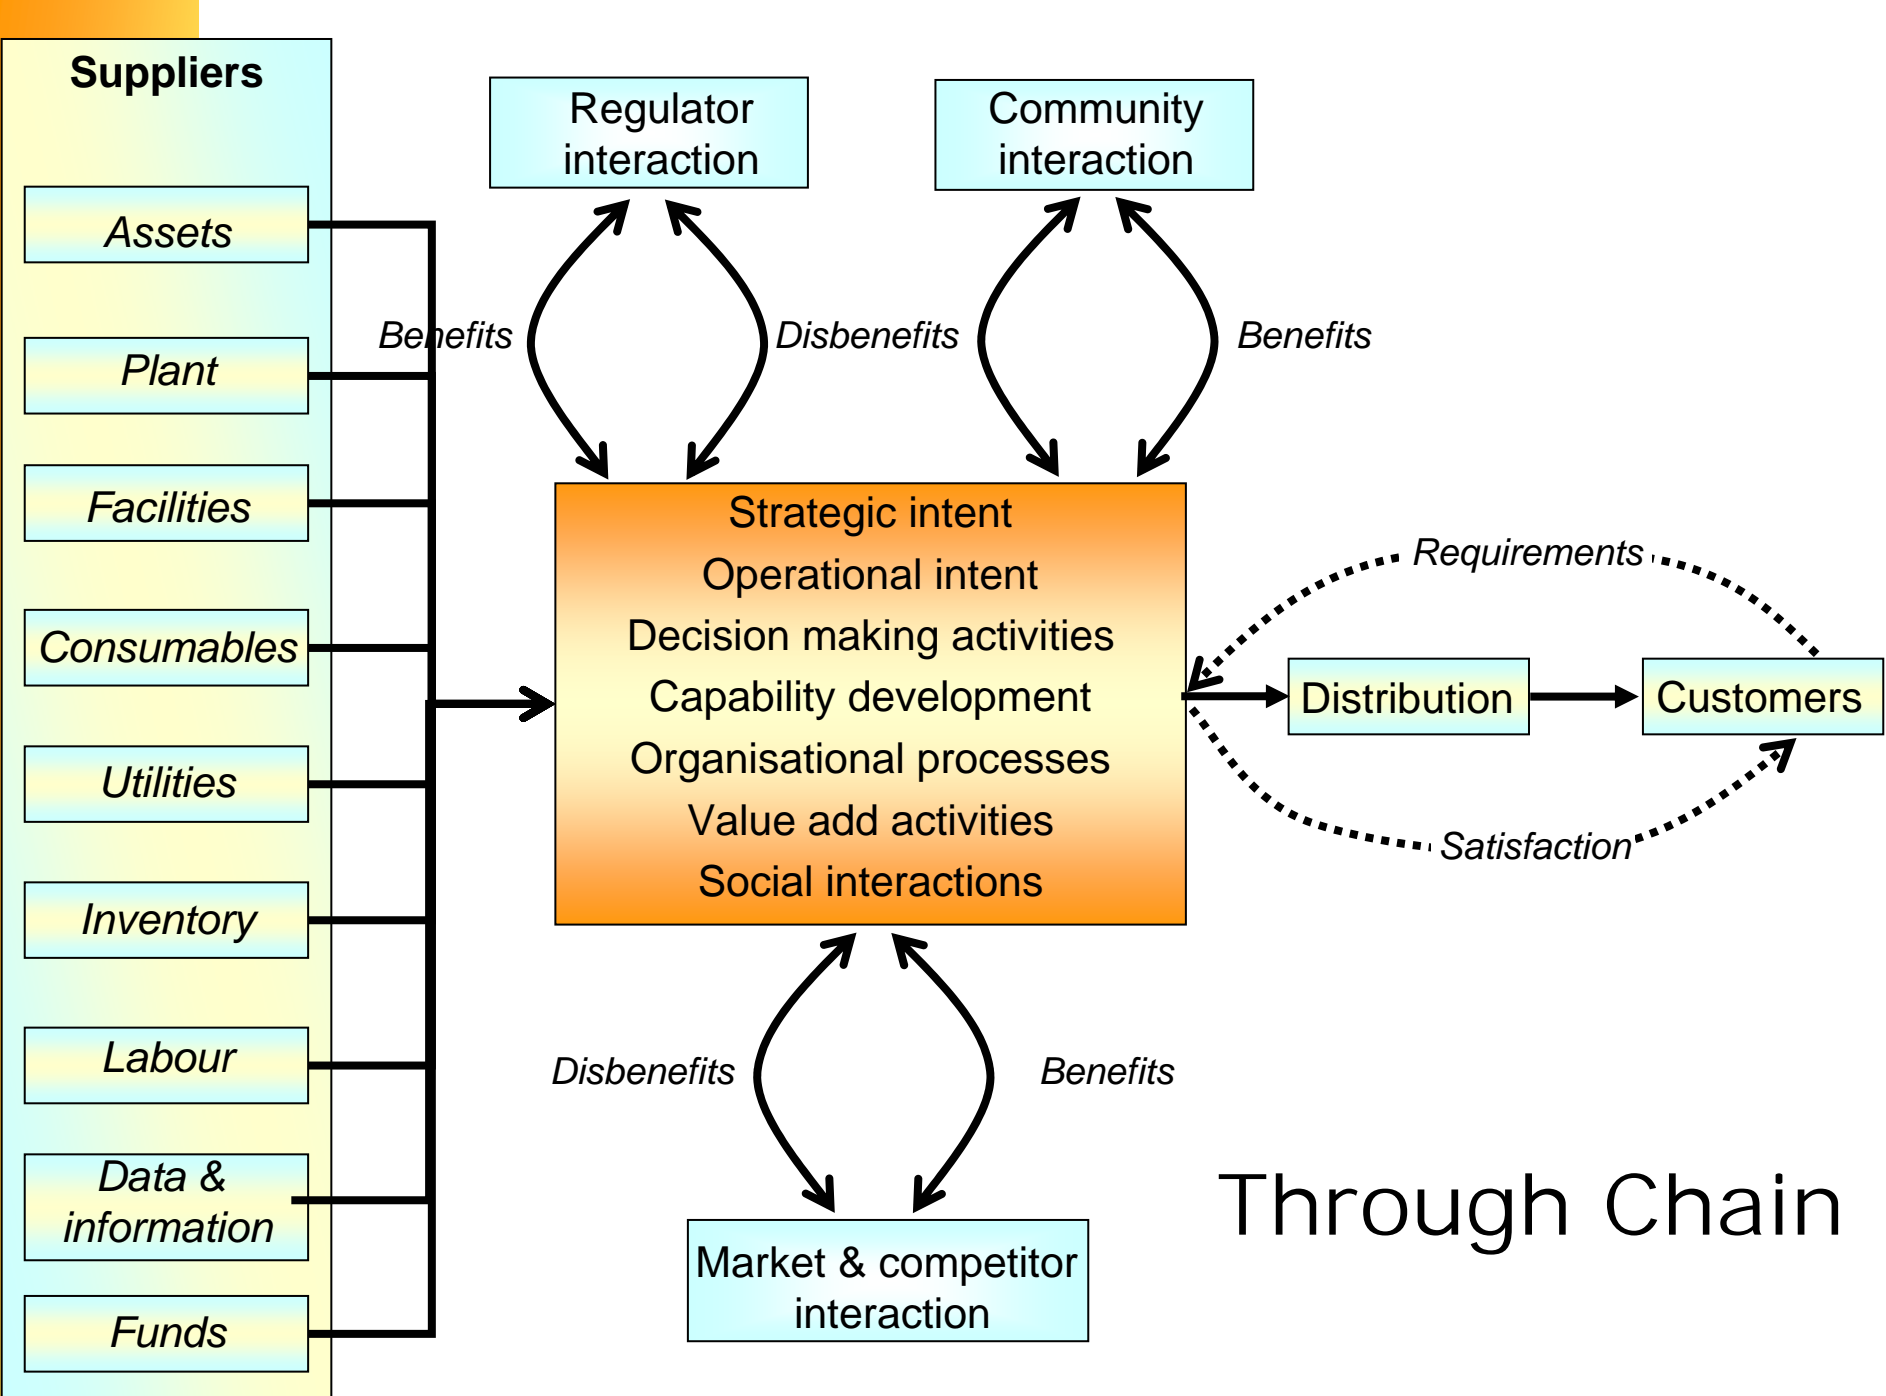 Suppliers
Assets
Plant
Facilities
Consumables
Utilities
Inventory
Labour
Data &
information
Funds
Regulator
interaction
Community
interaction
Benefits
Disbenefits
Benefits
Strategic intent
Operational intent
Decision making activities
Capability development
Organisational processes
Value add activities
Social interactions
Requirements
Distribution
Customers
Satisfaction
Disbenefits
Benefits
Market & competitor
interaction
Through Chain